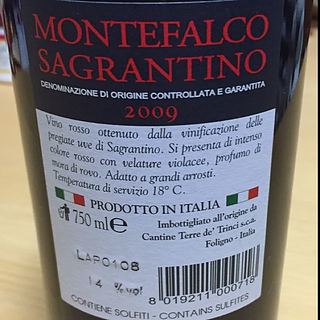 MONTEFALCO
SAGRANTINO
DENOMINAZIONE DI ORIGINE CONTROLLATA E GARANTITA
2009
Vino rosso ottenuto dalla vinificazione delle
pregiate uve di Sagrantino. Si presenta di intenso
colore rosso con velature violacee, profumo di
mora di rovo. Adatto a grandi arrosti.
Temperatura di servizio 18° C.
PRODOTTO IN ITALIA
750 ml e
Imbottigliato all'origine da
Cantine Terre de' Trinci s.c.a.
Foligno - Italia
LAPO108
14 %vol
8 019211 000718
CONTIENE SOLFITI - CONTAINS SULFITES